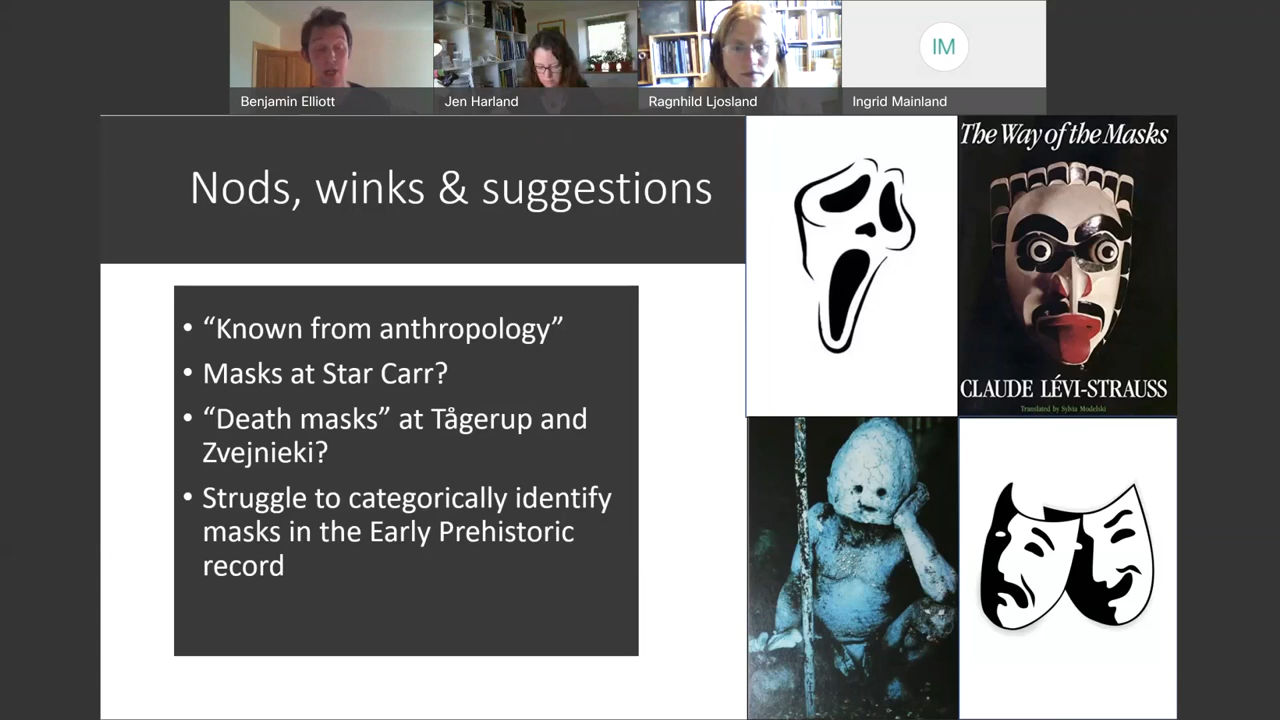 Benjamin Elliott
Jen Harland
Ragnhild Ljosland
IM
Ingrid Mainland
Nods, winks & suggestions
• “Known from anthropology”
• Masks at Star Carr?
• “Death masks” at Tågerup and
Zvejnieki?
• Struggle to categorically identify
masks in the Early Prehistoric
record
The Way of the Masks
CLAUDE LÉVI-STRAUSS
Translated by Sylvia Modelski